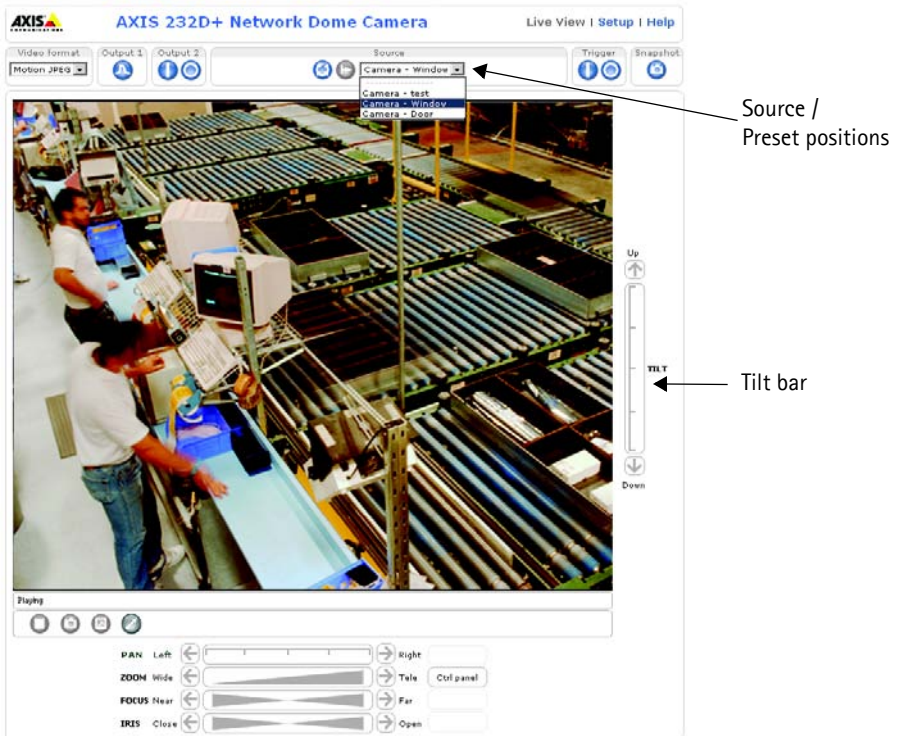 AXIS
COMMUNICATIONS
AXIS 232D+ Network Dome Camera
Live View | Setup | Help
Video format
Output 1
Output 2
Source
Trigger
Snapshot
Motion JPEG
Camera - Window
Camera - test
Camera - Window
Camera - Door
Source /
Preset positions
Up
TILT
Tilt bar
Down
Playing
PAN Left Right
ZOOM Wide Tele Ctrl panel
FOCUS Near Far
IRIS Close Open